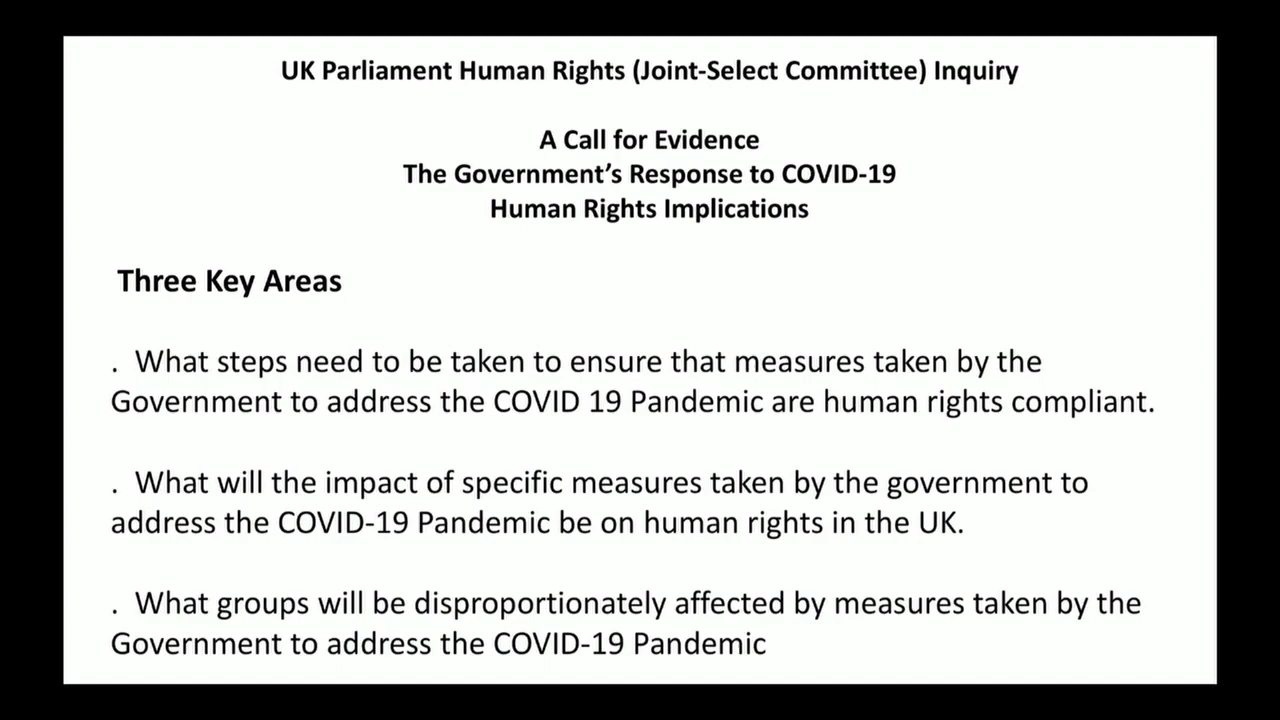 UK Parliament Human Rights (Joint-Select Committee) Inquiry
A Call for Evidence
The Government’s Response to COVID-19
Human Rights Implications
Three Key Areas
. What steps need to be taken to ensure that measures taken by the
Government to address the COVID 19 Pandemic are human rights compliant.
. What will the impact of specific measures taken by the government to
address the COVID-19 Pandemic be on human rights in the UK.
. What groups will be disproportionately affected by measures taken by the
Government to address the COVID-19 Pandemic